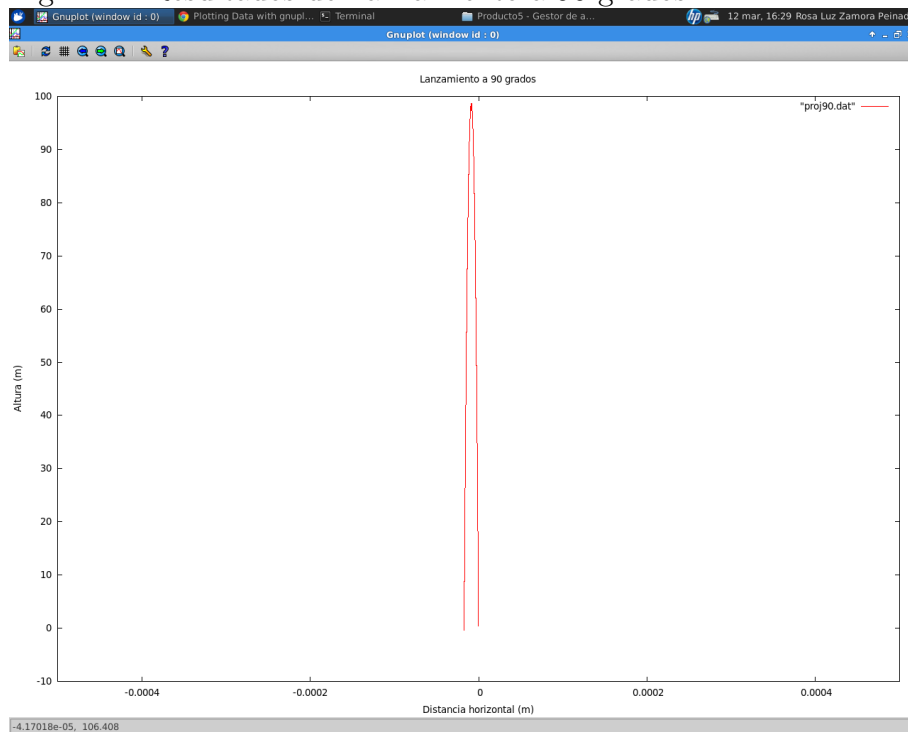 Gnuplot (window id : 0) Plotting Data with gnupl... Terminal Producto5 - Gestor de a... hp 12 mar, 16:29 Rosa Luz Zamora Peinad
Gnuplot (window id : 0)
Lanzamiento a 90 grados
"proj90.dat"
100
90
80
70
60
50
40
30
20
10
0
-10
Altura (m)
-0.0004 -0.0002 0 0.0002 0.0004
Distancia horizontal (m)
-4.17018e-05, 106.408